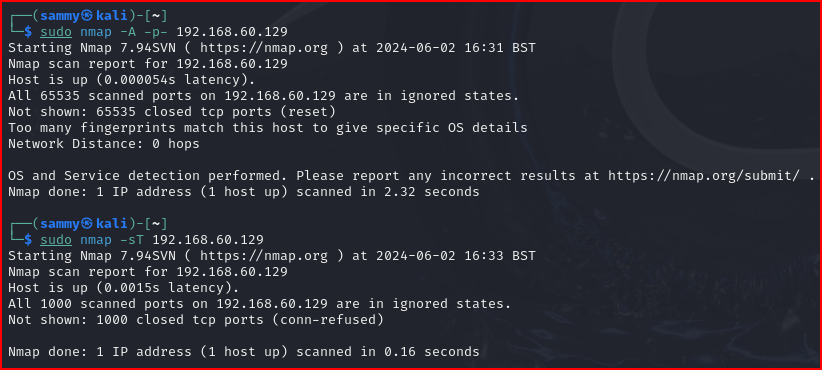 ┌──(sammy㉿kali)-[~]
└─$ sudo nmap -A -p- 192.168.60.129
Starting Nmap 7.94SVN ( https://nmap.org ) at 2024-06-02 16:31 BST
Nmap scan report for 192.168.60.129
Host is up (0.000054s latency).
All 65535 scanned ports on 192.168.60.129 are in ignored states.
Not shown: 65535 closed tcp ports (reset)
Too many fingerprints match this host to give specific OS details
Network Distance: 0 hops

OS and Service detection performed. Please report any incorrect results at https://nmap.org/submit/ .
Nmap done: 1 IP address (1 host up) scanned in 2.32 seconds

┌──(sammy㉿kali)-[~]
└─$ sudo nmap -sT 192.168.60.129
Starting Nmap 7.94SVN ( https://nmap.org ) at 2024-06-02 16:33 BST
Nmap scan report for 192.168.60.129
Host is up (0.0015s latency).
All 1000 scanned ports on 192.168.60.129 are in ignored states.
Not shown: 1000 closed tcp ports (conn-refused)

Nmap done: 1 IP address (1 host up) scanned in 0.16 seconds